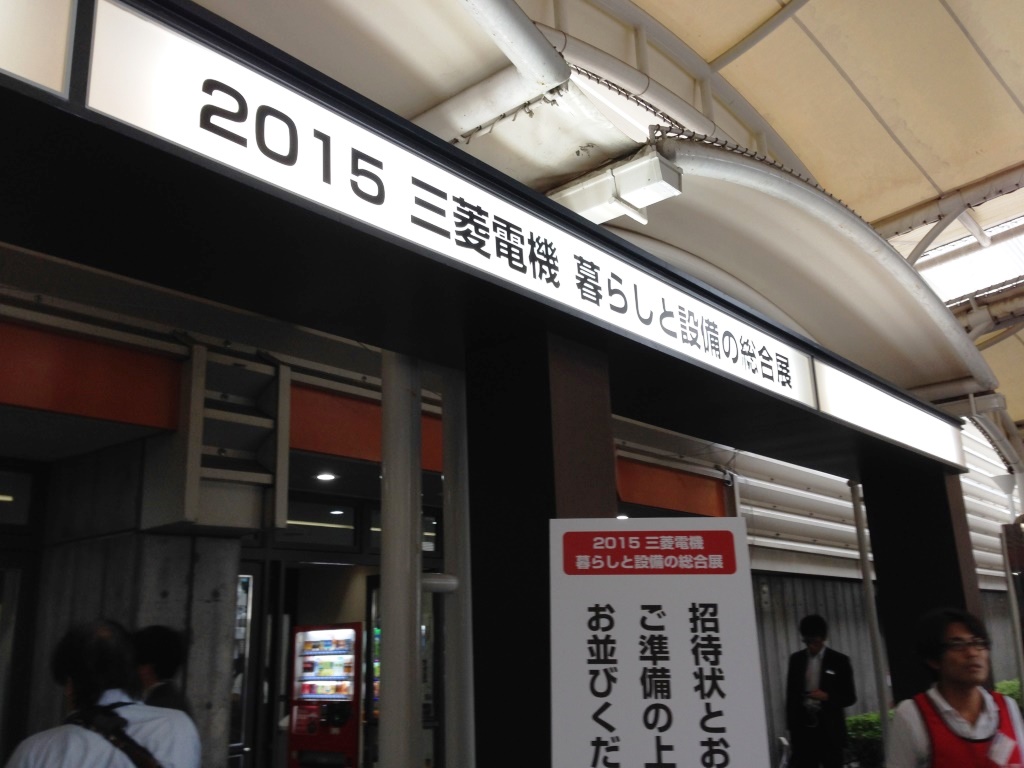 2015 三菱電機 暮らしと設備の総合展
2015 三菱電機
暮らしと設備の総合展
招待状とお
ご準備の上
お並びくだ